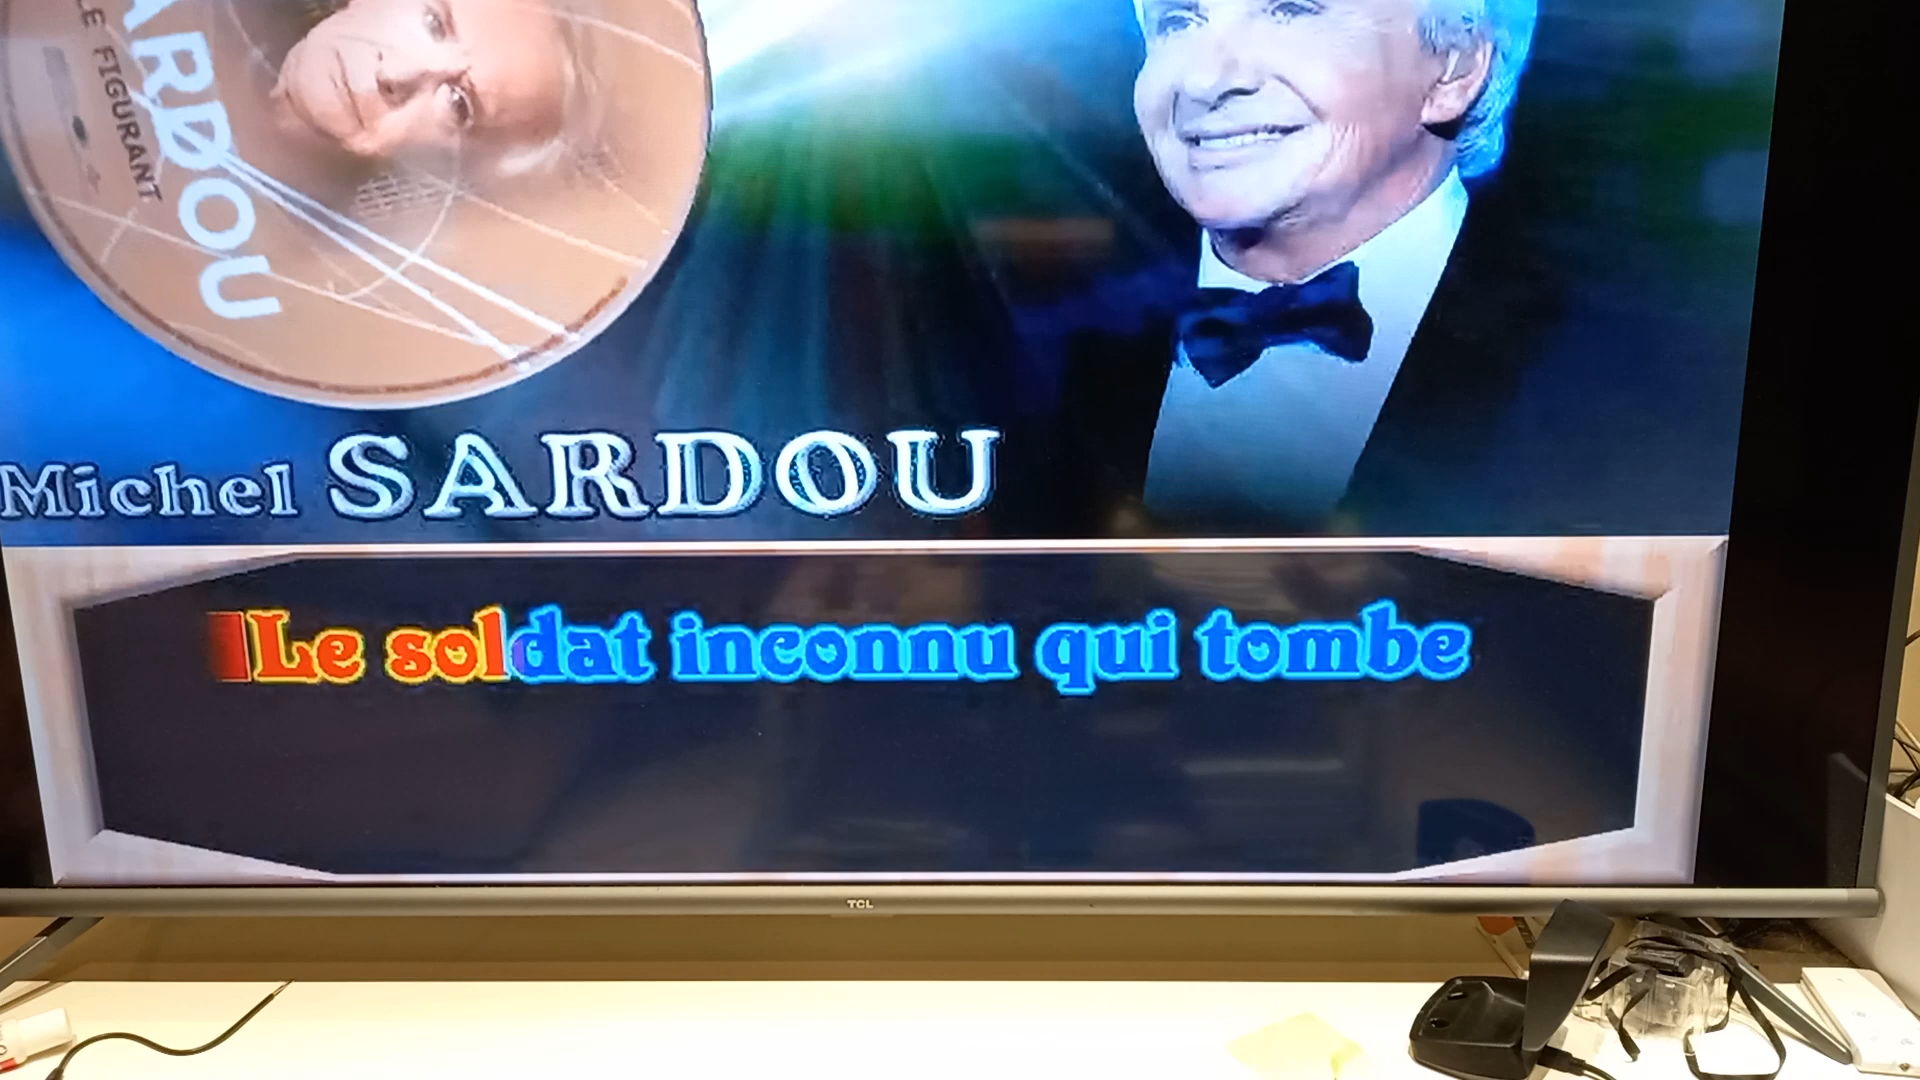 SARDOU
LE FIGURANT
Michel SARDOU
Le soldat inconnu qui tombe
TCL